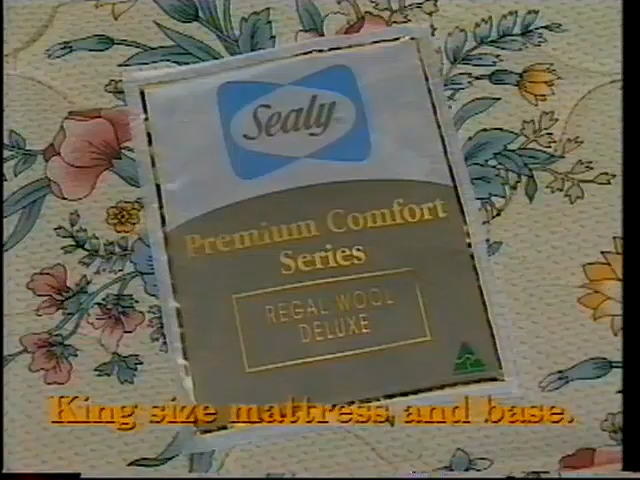 Sealy
Premium Comfort
Series
REGAL WOOL
DELUXE
King size mattress and base.